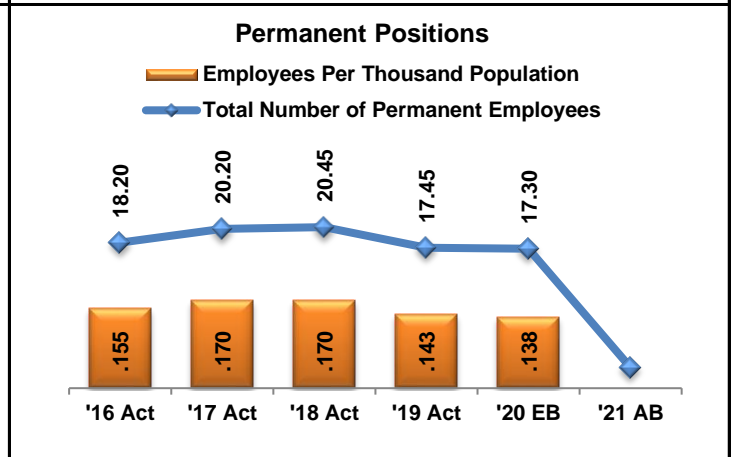 Permanent Positions
Employees Per Thousand Population
Total Number of Permanent Employees
18.20 20.20 20.45 17.45 17.30
.155 .170 .170 .143 .138
'16 Act '17 Act '18 Act '19 Act '20 EB '21 AB